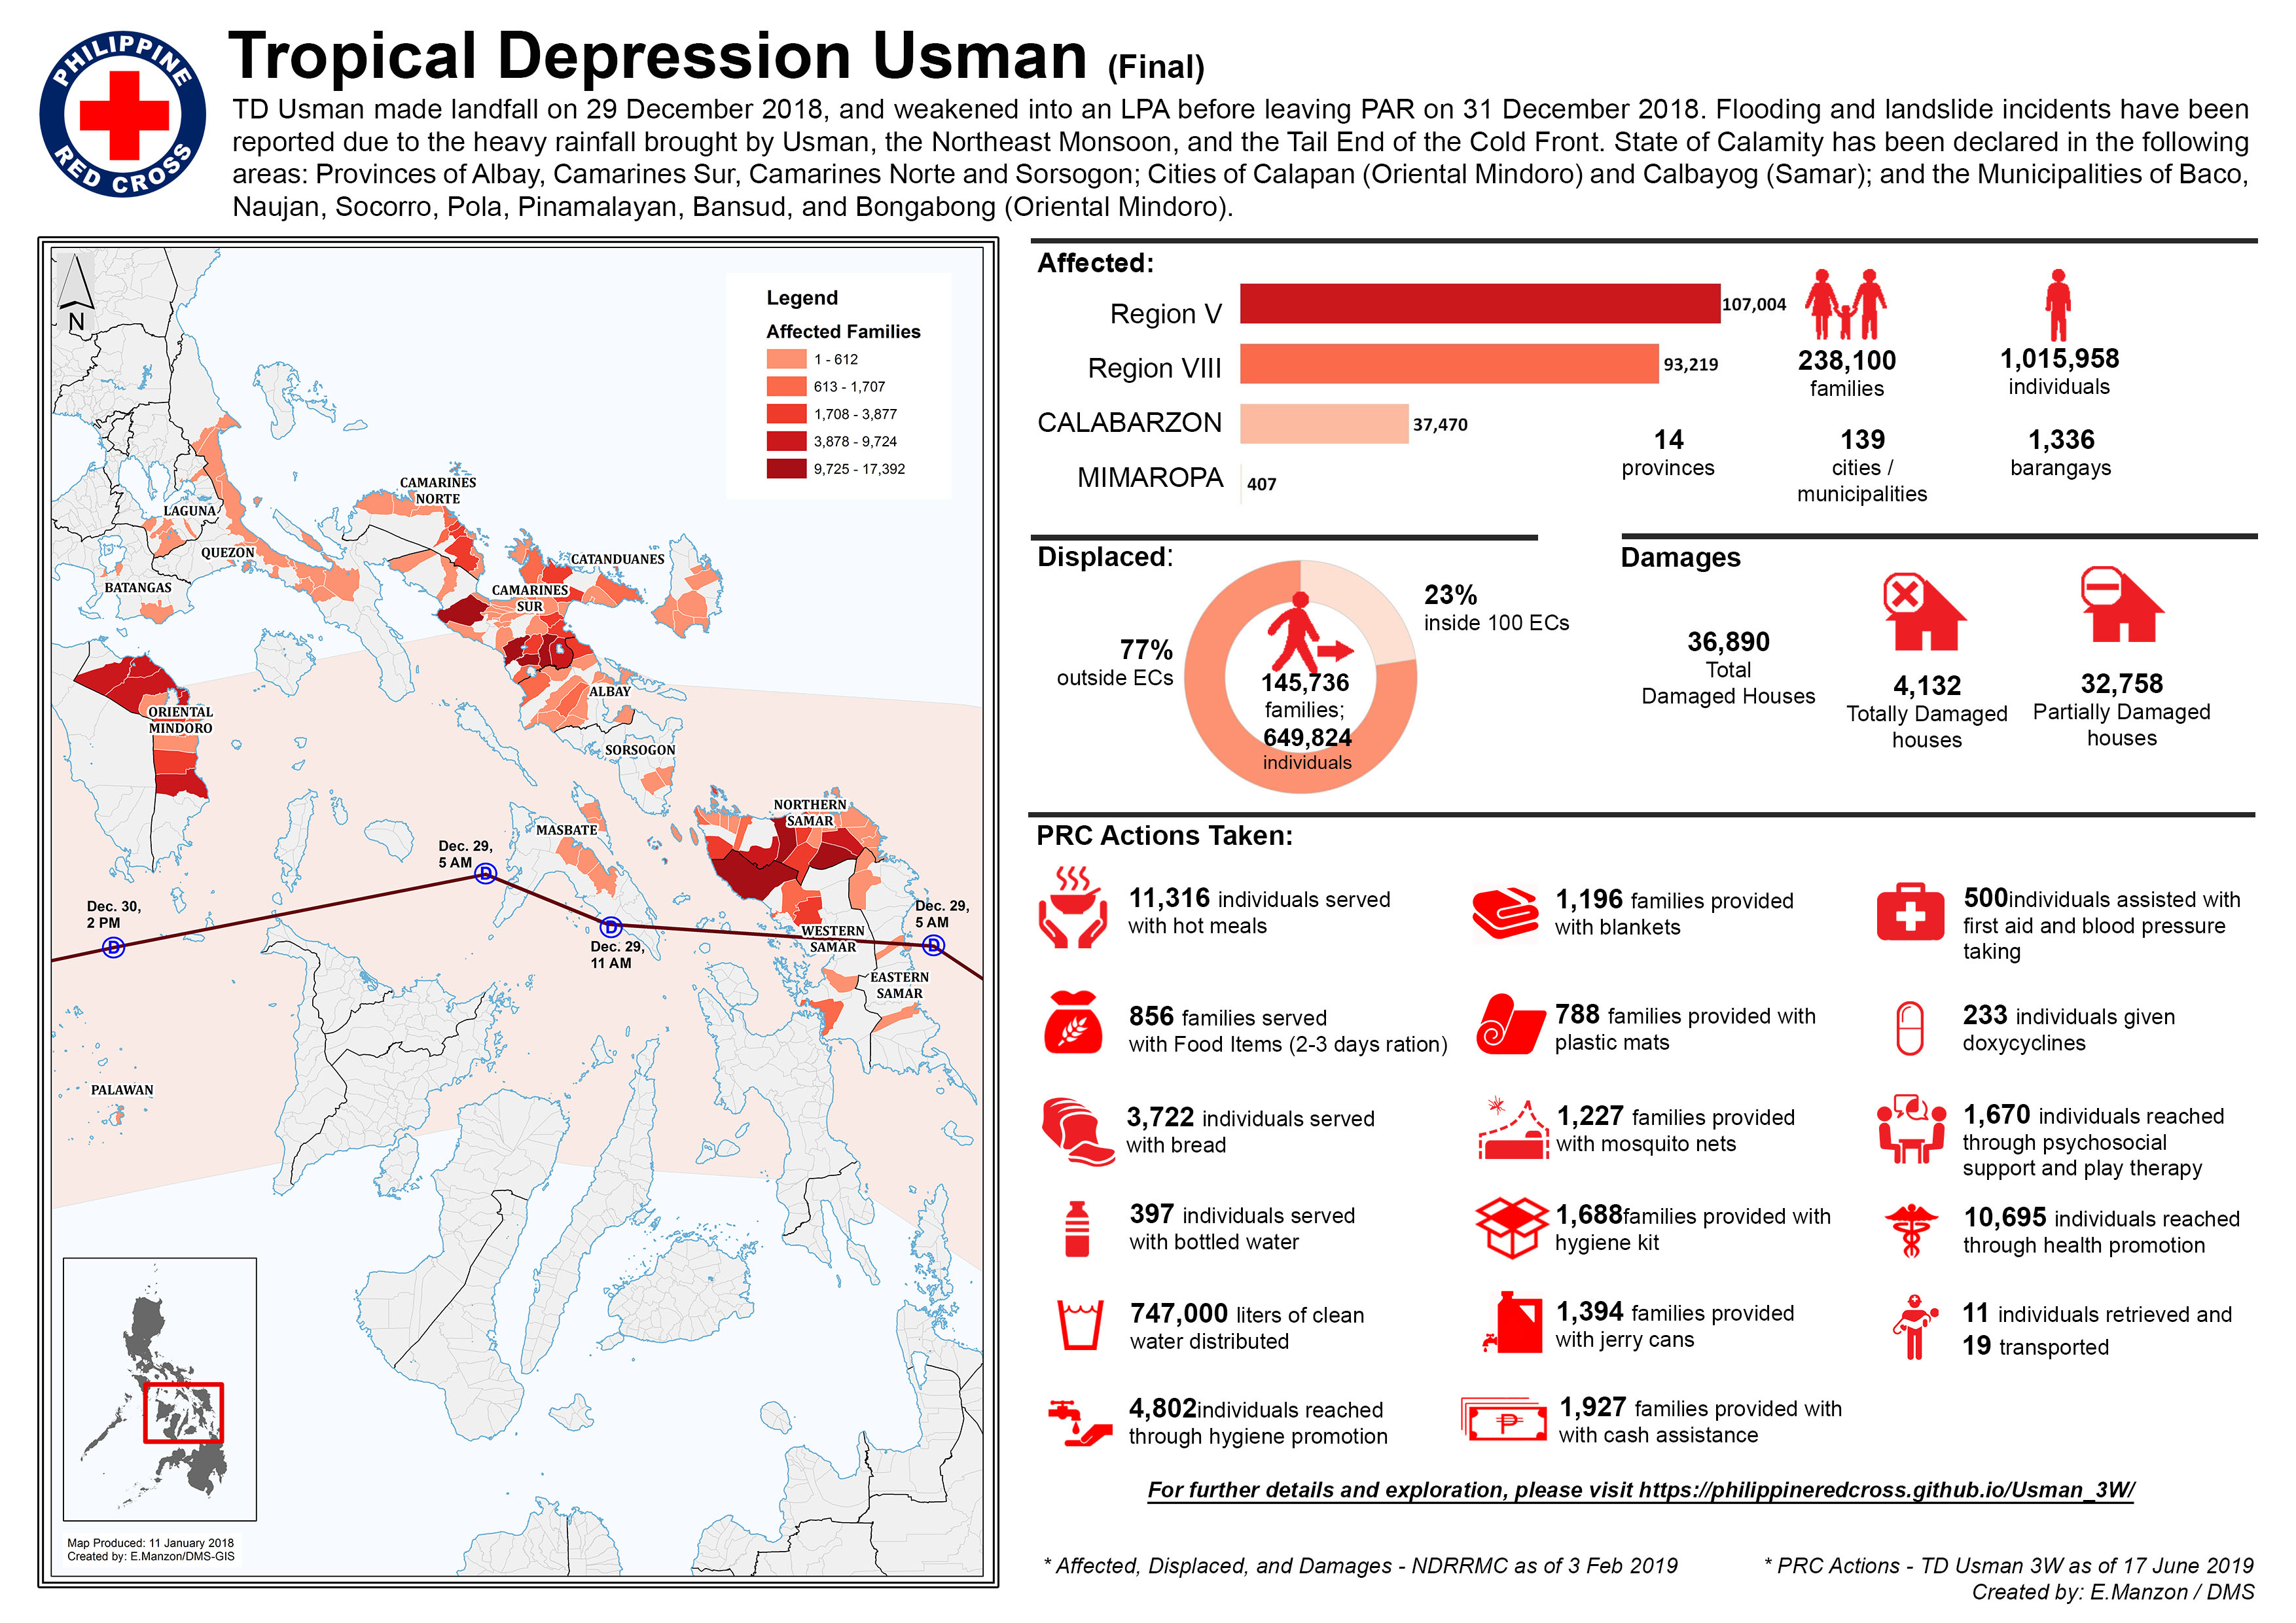 PHILIPPINE
RED CROSS
Tropical Depression Usman (Final)
TD Usman made landfall on 29 December 2018, and weakened into an LPA before leaving PAR on 31 December 2018. Flooding and landslide incidents have been
reported due to the heavy rainfall brought by Usman, the Northeast Monsoon, and the Tail End of the Cold Front. State of Calamity has been declared in the following
areas: Provinces of Albay, Camarines Sur, Camarines Norte and Sorsogon; Cities of Calapan (Oriental Mindoro) and Calbayog (Samar); and the Municipalities of Baco,
Naujan, Socorro, Pola, Pinamalayan, Bansud, and Bongabong (Oriental Mindoro).
N
Legend
Affected Families
1 - 612
613 - 1,707
1,708 - 3,877
3,878 - 9,724
9,725 - 17,392
CAMARINES
NORTE
LAGUNA
QUEZON
CATANDUANES
BATANGAS
CAMARINES
SUR
ALBAY
ORIENTAL
MINDORO
SORSOGON
NORTHERN
SAMAR
MASBATE
Dec. 29,
5 AM
D
Dec. 30,
2 PM
D
D
Dec. 29,
11 AM
Dec. 29,
5 AM
D
WESTERN
SAMAR
EASTERN
SAMAR
PALAWAN
Map Produced: 11 January 2018
Created by: E.Manzon/DMS-GIS
Affected:
Region V
107,004
Region VIII
93,219
CALABARZON
37,470
MIMAROPA
407
238,100
families
1,015,958
individuals
14
provinces
139
cities /
municipalities
1,336
barangays
Displaced:
23%
inside 100 ECs
77%
outside ECs
145,736
families;
649,824
individuals
Damages
36,890
Total
Damaged Houses
4,132
Totally Damaged
houses
32,758
Partially Damaged
houses
PRC Actions Taken:
11,316 individuals served
with hot meals
856 families served
with Food Items (2-3 days ration)
3,722 individuals served
with bread
397 individuals served
with bottled water
747,000 liters of clean
water distributed
4,802individuals reached
through hygiene promotion
1,196 families provided
with blankets
788 families provided with
plastic mats
1,227 families provided
with mosquito nets
1,688families provided with
hygiene kit
1,394 families provided
with jerry cans
₱
1,927 families provided with
with cash assistance
500individuals assisted with
first aid and blood pressure
taking
233 individuals given
doxycyclines
1,670 individuals reached
through psychosocial
support and play therapy
10,695 individuals reached
through health promotion
11 individuals retrieved and
19 transported
For further details and exploration, please visit https://philippineredcross.github.io/Usman_3W/
* Affected, Displaced, and Damages - NDRRMC as of 3 Feb 2019
* PRC Actions - TD Usman 3W as of 17 June 2019
Created by: E.Manzon / DMS